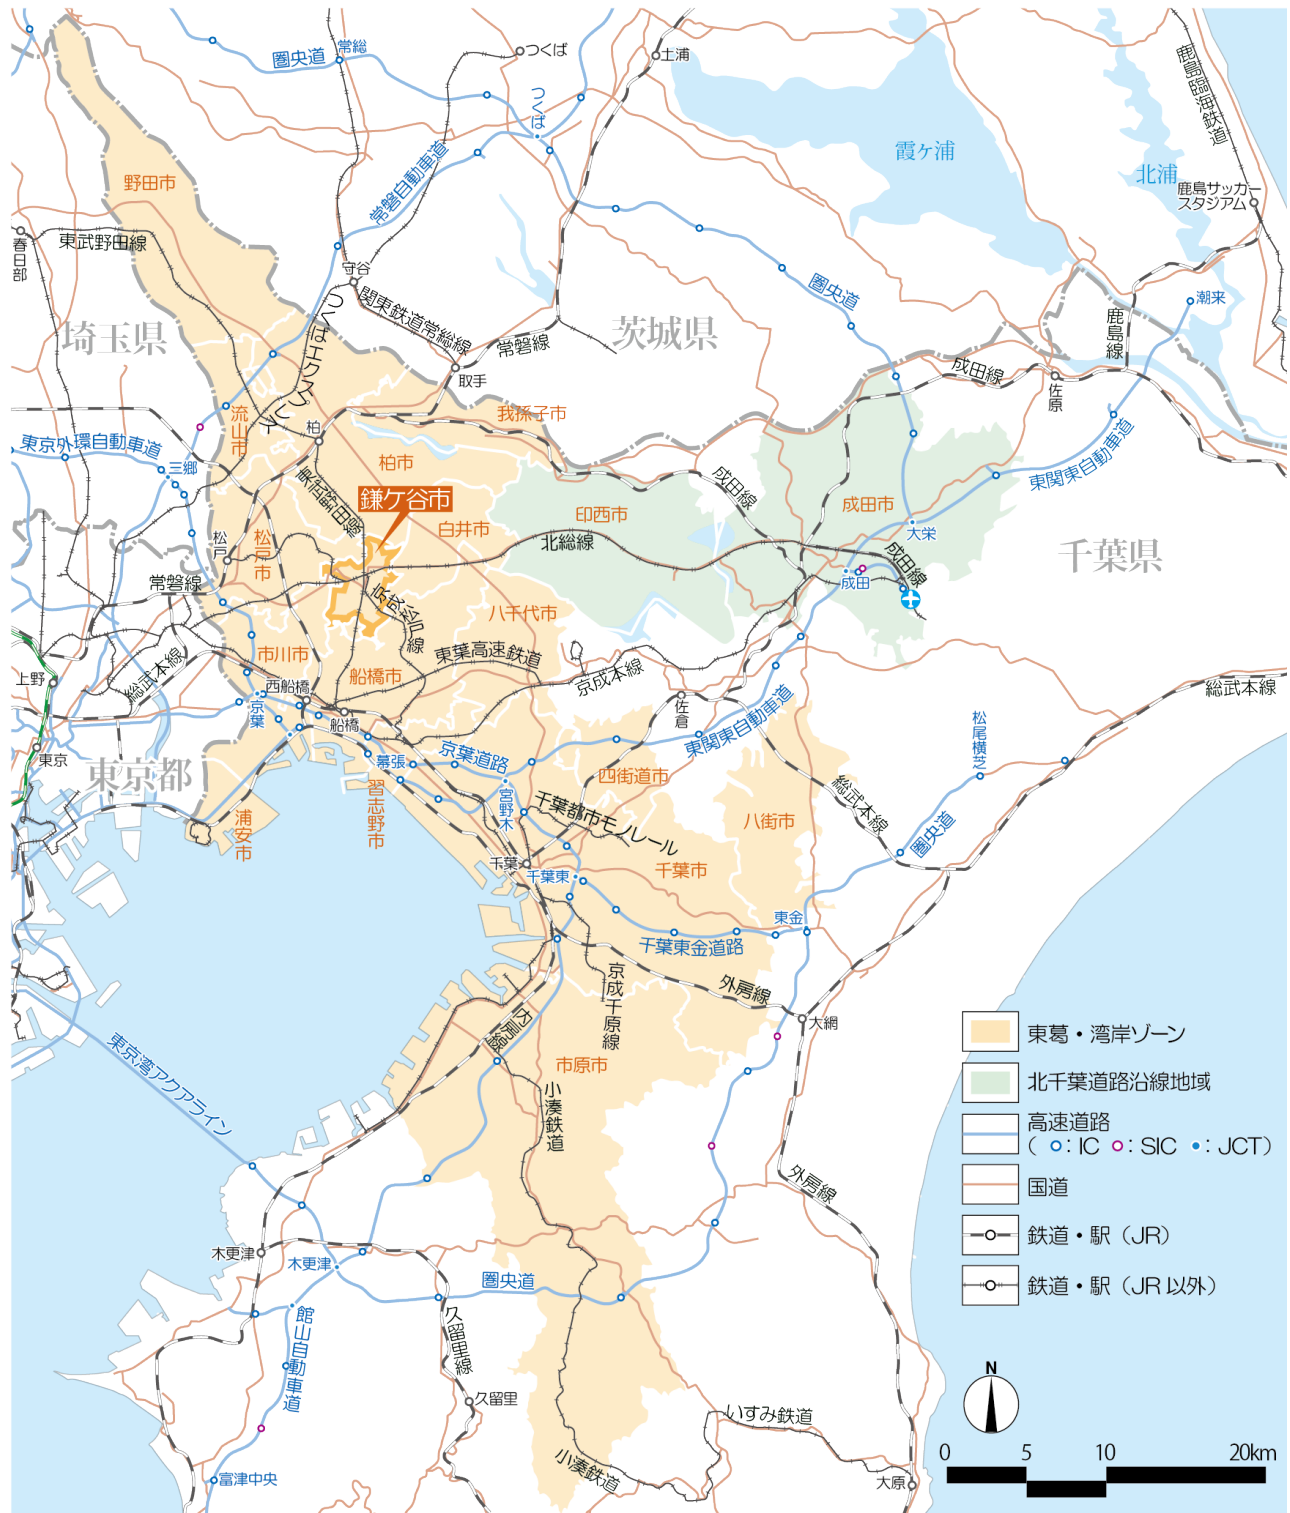 圏央道
常総
つくば
土浦
鹿島臨海鉄道
つくば
常磐自動車道
霞ヶ浦
北浦
鹿島サッカー
スタジアム
野田市
東武野田線
春日部
守谷
関東鉄道常総線
つくばエクスプレス
圏央道
潮来
埼玉県
茨城県
常磐線
鹿島線
取手
成田線
佐原
我孫子市
流山市
柏
東京外環自動車道
三郷
柏市
東武野田線
成田線
東関東自動車道
鎌ケ谷市
白井市
印西市
成田市
大栄
北総線
松戸
松戸市
成田線
成田
千葉県
常磐線
京成松戸線
八千代市
東葉高速鉄道
京成本線
市川市
船橋市
上野
総武本線
西船橋
船橋
京葉
佐倉
総武本線
松尾横芝
東京
東京都
幕張
京葉道路
東関東自動車道
四街道市
宮野木
習志野市
浦安市
千葉都市モノレール
八街市
総武本線
圏央道
千葉
千葉東
千葉市
東金
千葉東金道路
京成千原線
外房線
大網
内房線
市原市
小湊鉄道
東京湾アクアライン
東葛・湾岸ゾーン
北千葉道路沿線地域
高速道路
（ ：IC ：SIC ：JCT）
国道
鉄道・駅（JR）
鉄道・駅（JR以外）
外房線
木更津
木更津
圏央道
館山自動車道
久留里線
久留里
いすみ鉄道
小湊鉄道
大原
富津中央
N
0 5 10 20km